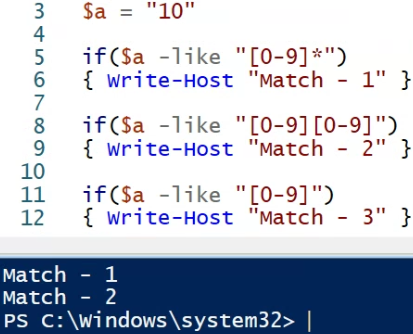 3 $a = "10"
4
5 if($a -like "[0-9]*")
6 { Write-Host "Match - 1" }
7
8 if($a -like "[0-9][0-9]")
9 { Write-Host "Match - 2" }
10
11 if($a -like "[0-9]")
12 { Write-Host "Match - 3" }
Match - 1
Match - 2
PS C:\Windows\system32>